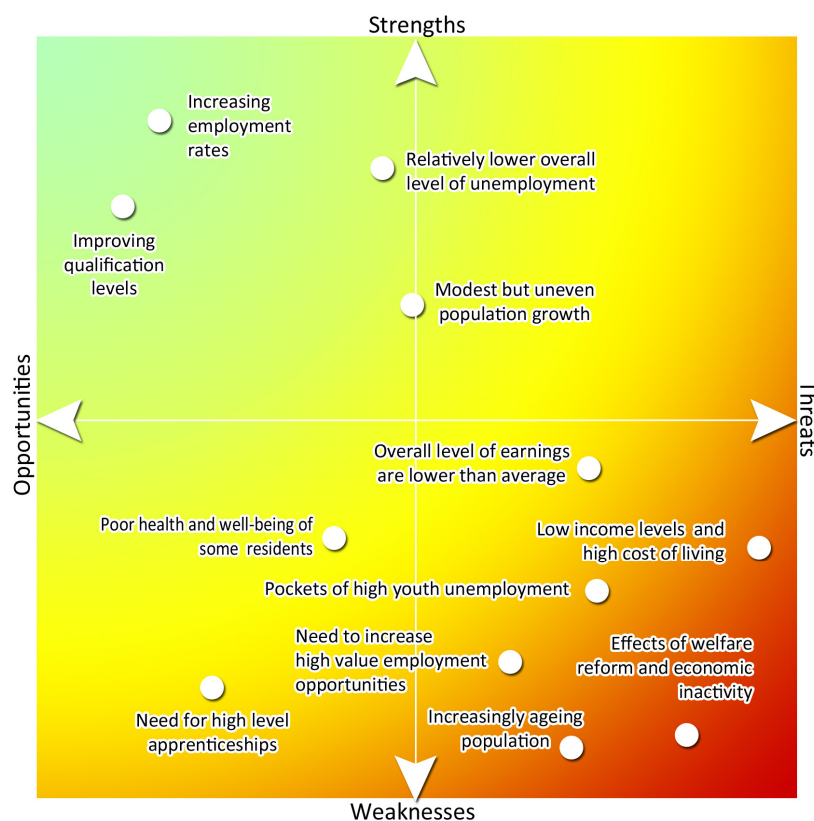 Strengths
Increasing
employment
rates
Relatively lower overall
level of unemployment
Improving
qualification
levels
Modest but uneven
population growth
Opportunities
Threats
Overall level of earnings
are lower than average
Poor health and well-being of
some residents
Low income levels and
high cost of living
Pockets of high youth unemployment
Need to increase
high value employment
opportunities
Effects of welfare
reform and economic
inactivity
Need for high level
apprenticeships
Increasingly ageing
population
Weaknesses